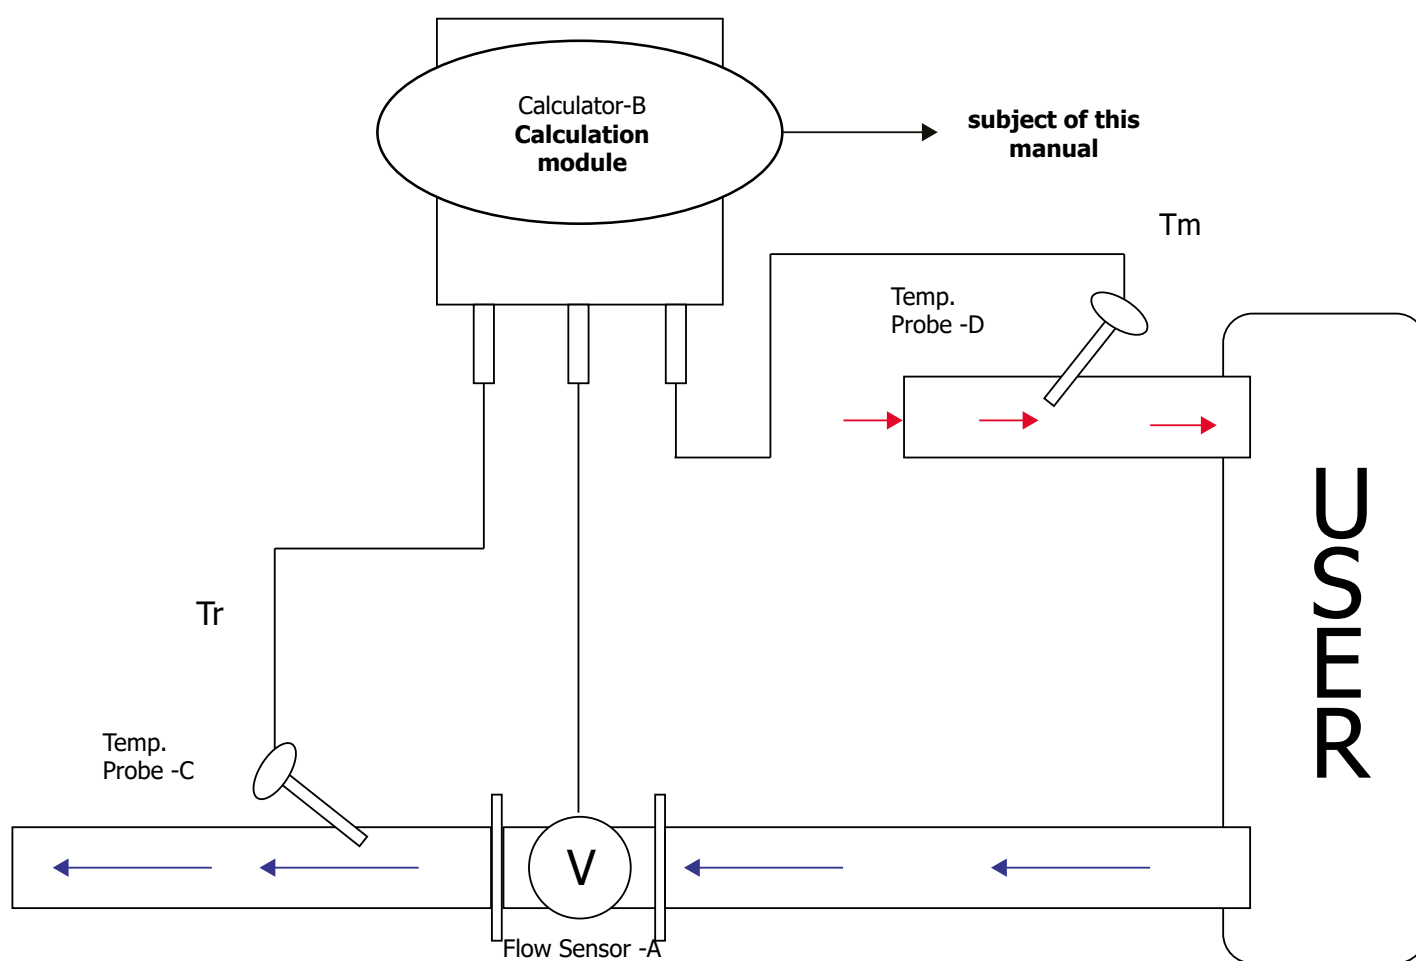 Calculator-B
Calculation
module
subject of this
manual
Tm
Temp.
Probe -D
USER
Tr
Temp.
Probe -C
V
Flow Sensor -A